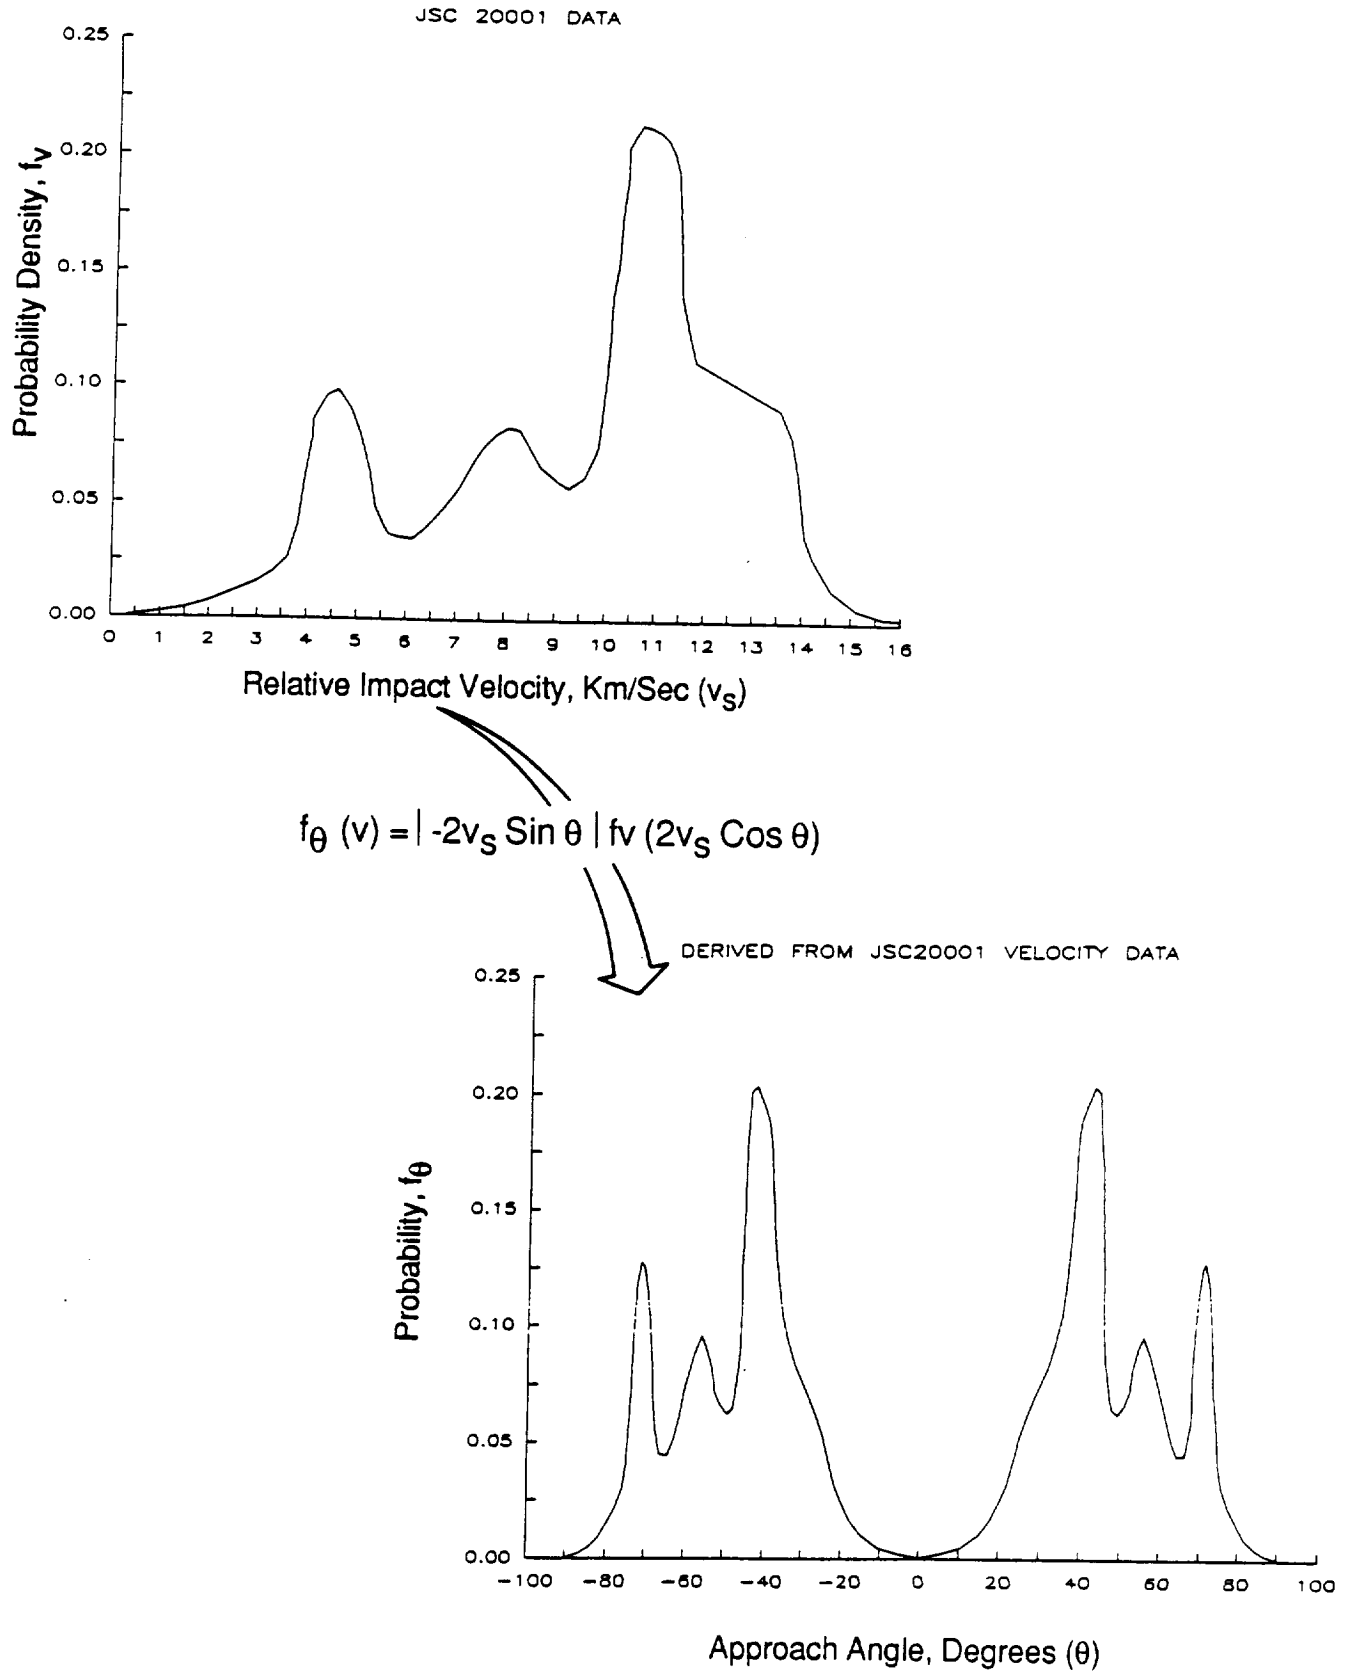 JSC 20001 DATA
0.25
0.20
0.15
0.10
0.05
0.00
Probability Density, fv
0 1 2 3 4 5 6 7 8 9 10 11 12 13 14 15 16
Relative Impact Velocity, Km/Sec (vS)
fθ (v) = | -2vS Sin θ | fv (2vS Cos θ)
DERIVED FROM JSC20001 VELOCITY DATA
0.25
0.20
0.15
0.10
0.05
0.00
Probability, fθ
-100 -80 -60 -40 -20 0 20 40 60 80 100
Approach Angle, Degrees (θ)